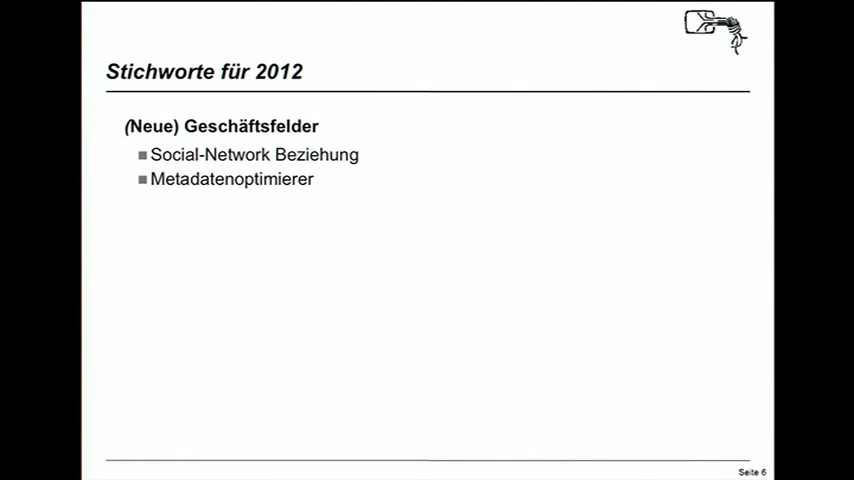 Stichworte für 2012
(Neue) Geschäftsfelder
Social-Network Beziehung
Metadatenoptimierer
Seite 6